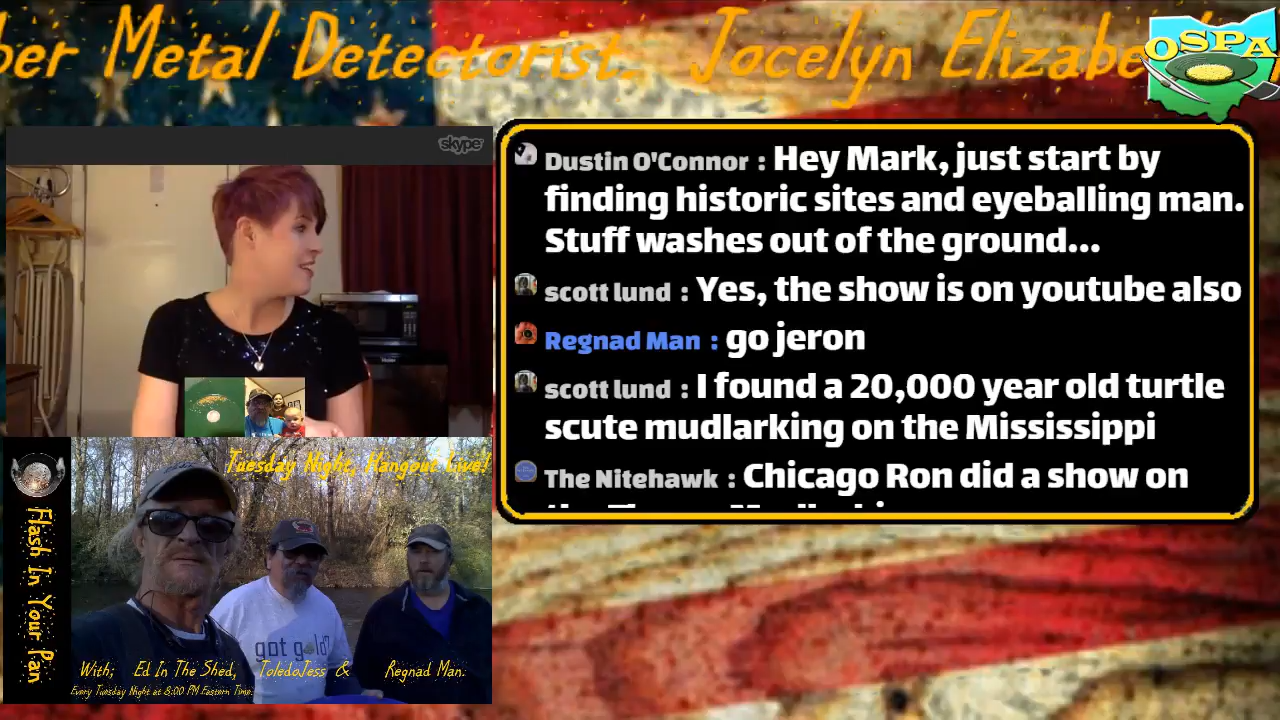 ber Metal Detectorist. Jocelyn Elizabe
OSPA
skype
Dustin O'Connor : Hey Mark, just start by
finding historic sites and eyeballing man.
Stuff washes out of the ground...
scott lund : Yes, the show is on youtube also
Regnad Man : go jeron
scott lund : I found a 20,000 year old turtle
scute mudlarking on the Mississippi
The Nitehawk : Chicago Ron did a show on
Tuesday Night, Hangout Live!
Flash In Your Pan
got gold?
With; Ed In The Shed, ToledoJess & Regnad Man.
Every Tuesday Night at 8:00 PM Eastern Time.